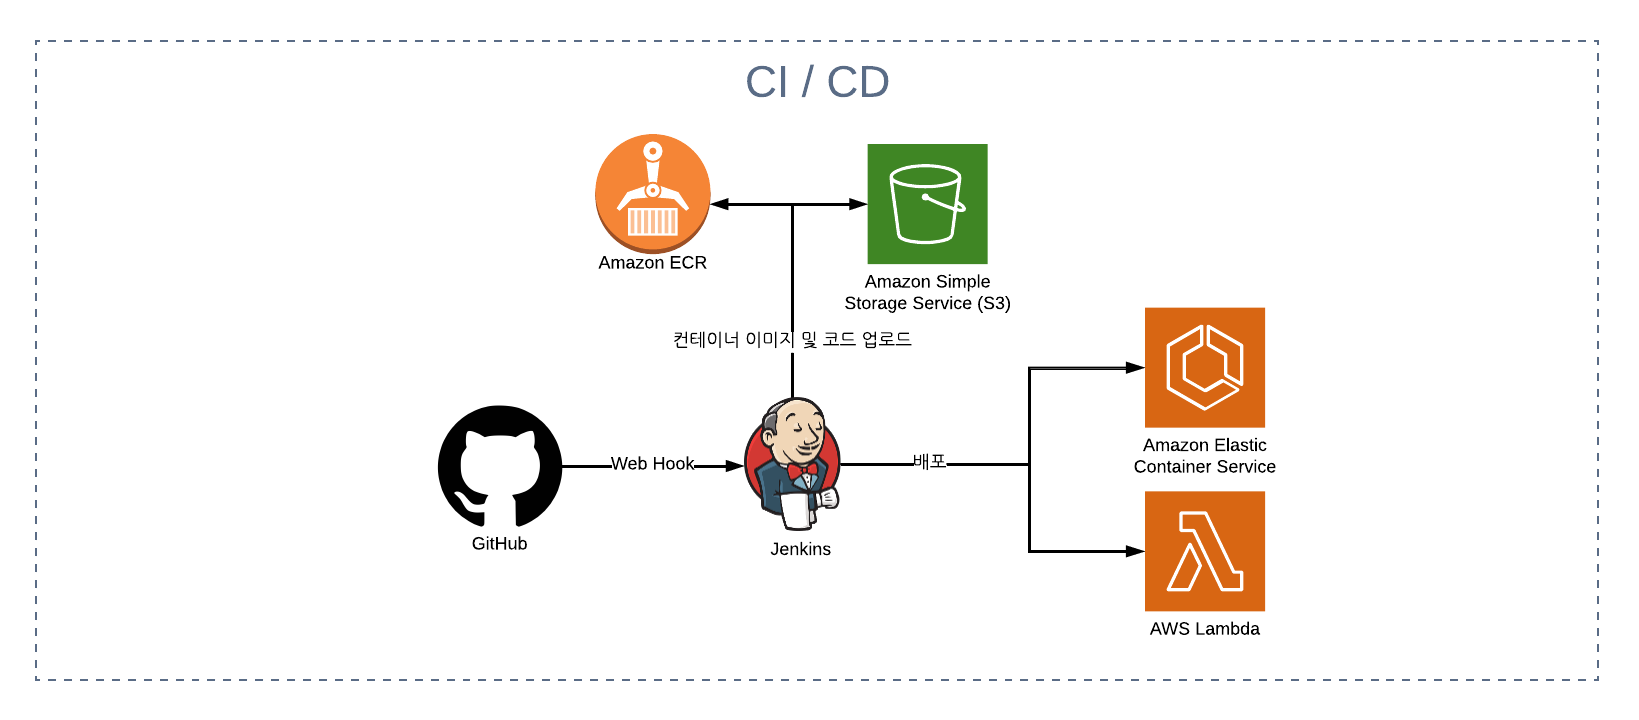 CI / CD
Amazon ECR
Amazon Simple
Storage Service (S3)
컨테이너 이미지 및 코드 업로드
Amazon Elastic
Container Service
Web Hook
배포
GitHub
Jenkins
AWS Lambda